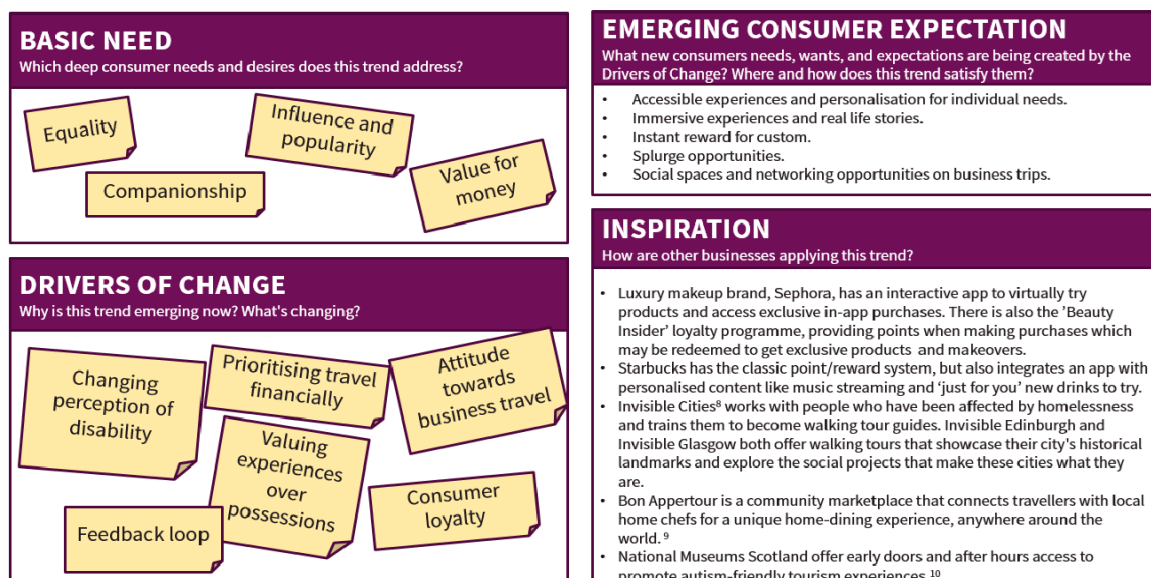 BASIC NEED
Which deep consumer needs and desires does this trend address?
Equality
Influence and
popularity
Companionship
Value for
money
DRIVERS OF CHANGE
Why is this trend emerging now? What's changing?
Changing
perception of
disability
Prioritising travel
financially
Attitude
towards
business travel
Valuing
experiences
over
possessions
Consumer
loyalty
Feedback loop
EMERGING CONSUMER EXPECTATION
What new consumers needs, wants, and expectations are being created by the
Drivers of Change? Where and how does this trend satisfy them?
• Accessible experiences and personalisation for individual needs.
• Immersive experiences and real life stories.
• Instant reward for custom.
• Splurge opportunities.
• Social spaces and networking opportunities on business trips.
INSPIRATION
How are other businesses applying this trend?
• Luxury makeup brand, Sephora, has an interactive app to virtually try
products and access exclusive in-app purchases. There is also the 'Beauty
Insider' loyalty programme, providing points when making purchases which
may be redeemed to get exclusive products and makeovers.
• Starbucks has the classic point/reward system, but also integrates an app with
personalised content like music streaming and 'just for you' new drinks to try.
• Invisible Cities⁸ works with people who have been affected by homelessness
and trains them to become walking tour guides. Invisible Edinburgh and
Invisible Glasgow both offer walking tours that showcase their city's historical
landmarks and explore the social projects that make these cities what they
are.
• Bon Appertour is a community marketplace that connects travellers with local
home chefs for a unique home-dining experience, anywhere around the
world. ⁹
• National Museums Scotland offer early doors and after hours access to
promote autism-friendly tourism experiences. ¹⁰